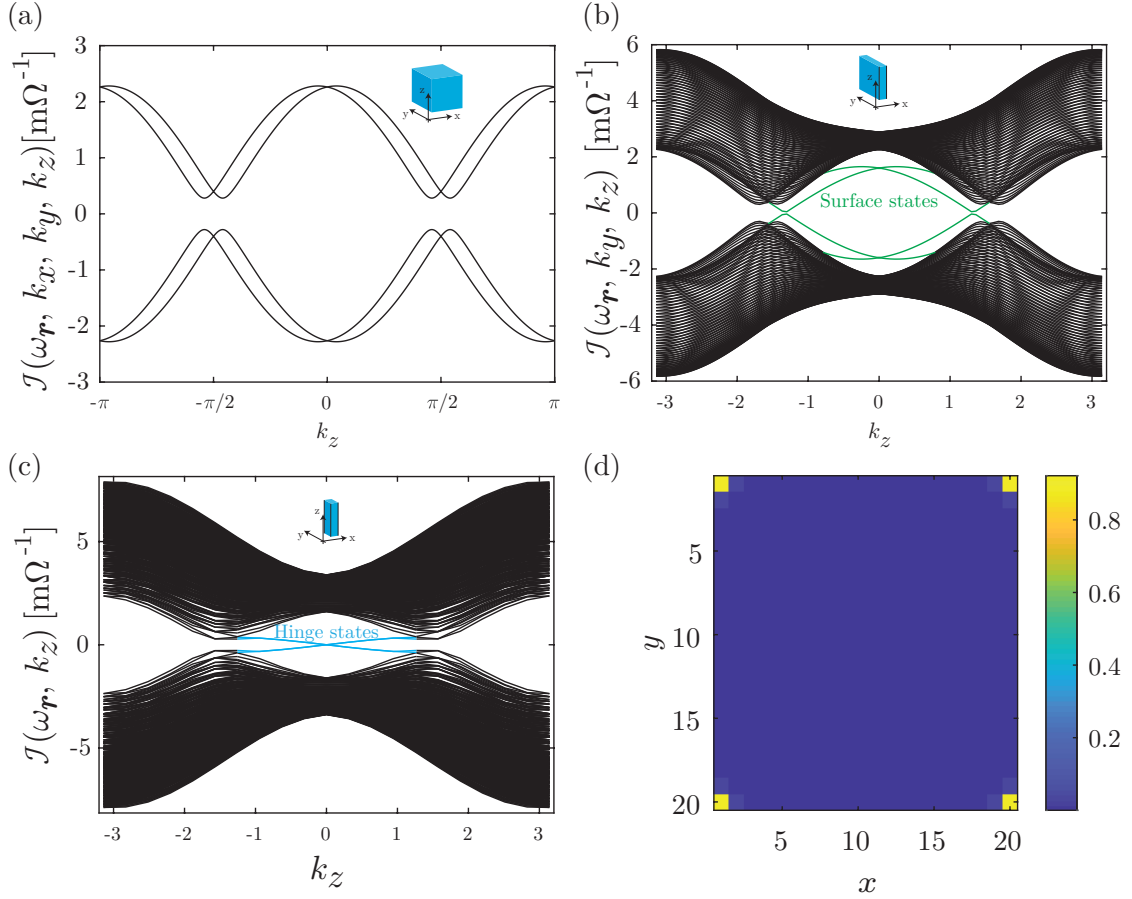 (a)
𝒥(ω_r, k_x, k_y, k_z)[mΩ⁻¹]
3
2
1
0
-1
-2
-3
z
y
x
-π
-π/2
0
π/2
π
k_z
(b)
𝒥(ω_r, k_y, k_z) [mΩ⁻¹]
6
4
2
0
-2
-4
-6
z
y
x
Surface states
-3
-2
-1
0
1
2
3
k_z
(c)
𝒥(ω_r, k_z) [mΩ⁻¹]
5
0
-5
z
y
x
Hinge states
-3
-2
-1
0
1
2
3
k_z
(d)
y
5
10
15
20
5
10
15
20
x
0.8
0.6
0.4
0.2